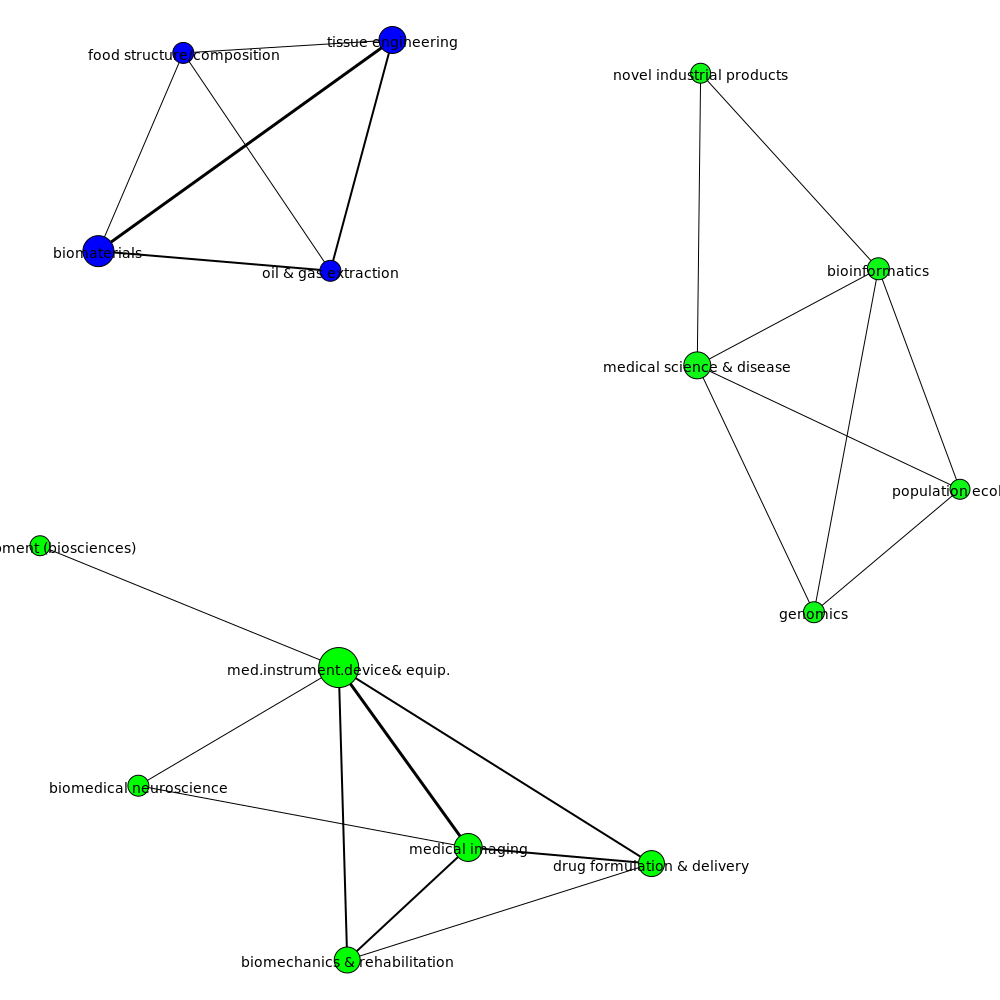 tissue engineering
food structure/composition
novel industrial products
biomaterials
oil & gas extraction
bioinformatics
medical science & disease
population ecol
ment (biosciences)
genomics
med.instrument.device& equip.
biomedical neuroscience
medical imaging
drug formulation & delivery
biomechanics & rehabilitation